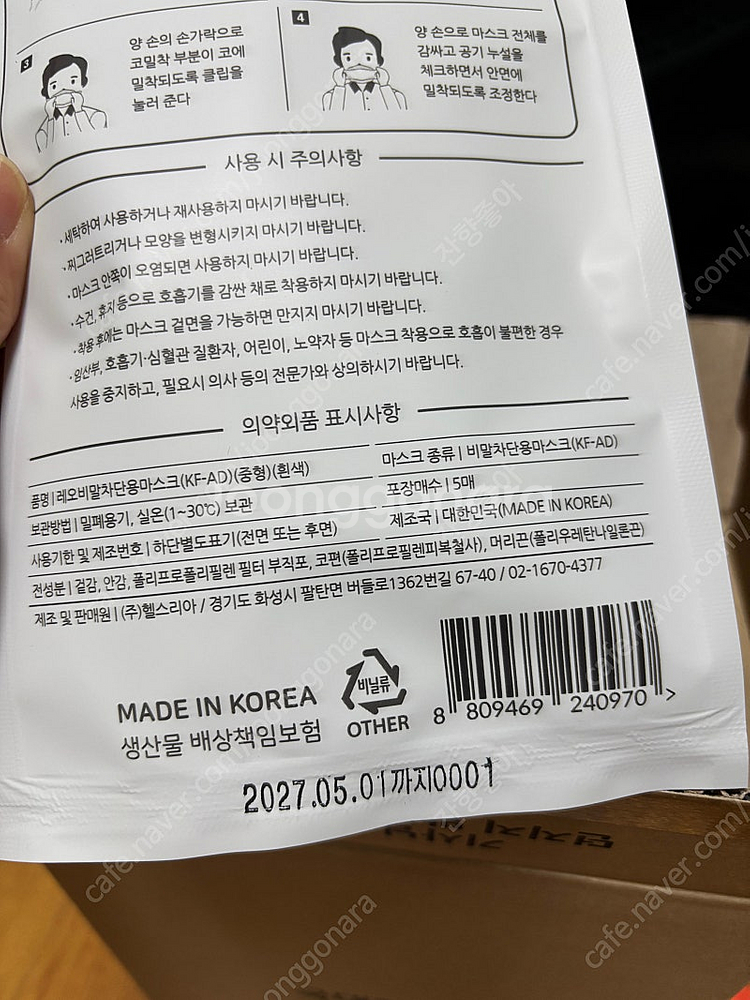 3
양 손의 손가락으로
코밀착 부분이 코에
밀착되도록 클립을
눌러 준다
4
양 손으로 마스크 전체를
감싸고 공기 누설을
체크하면서 안면에
밀착되도록 조정한다
사용 시 주의사항
·세탁하여 사용하거나 재사용하지 마시기 바랍니다.
·찌그러트리거나 모양을 변형시키지 마시기 바랍니다.
·마스크 안쪽이 오염되면 사용하지 마시기 바랍니다.
·수건, 휴지 등으로 호흡기를 감싼 채로 착용하지 마시기 바랍니다.
·착용 후에는 마스크 겉면을 가능하면 만지지 마시기 바랍니다.
·임산부, 호흡기·심혈관 질환자, 어린이, 노약자 등 마스크 착용으로 호흡이 불편한 경우
사용을 중지하고, 필요시 의사 등의 전문가와 상의하시기 바랍니다.
의약외품 표시사항
품명 | 레오비말차단용마스크(KF-AD)(중형)(흰색)
마스크 종류 | 비말차단용마스크(KF-AD)
보관방법 | 밀폐용기, 실온(1~30℃) 보관
포장매수 | 5매
사용기한 및 제조번호 | 하단별도표기(전면 또는 후면)
제조국 | 대한민국(MADE IN KOREA)
전성분 | 겉감, 안감, 폴리프로폴리필렌 필터 부직포, 코편(폴리프로필렌피복철사), 머리끈(폴리우레탄나일론끈)
제조 및 판매원 | (주)헬스리아 / 경기도 화성시 팔탄면 버들로1362번길 67-40 / 02-1670-4377
MADE IN KOREA
생산물 배상책임보험
비닐류
OTHER
8 809469 240970 >
2027.05.01까지0001
joonggonara
cafe.naver.com/j
잔향좋아